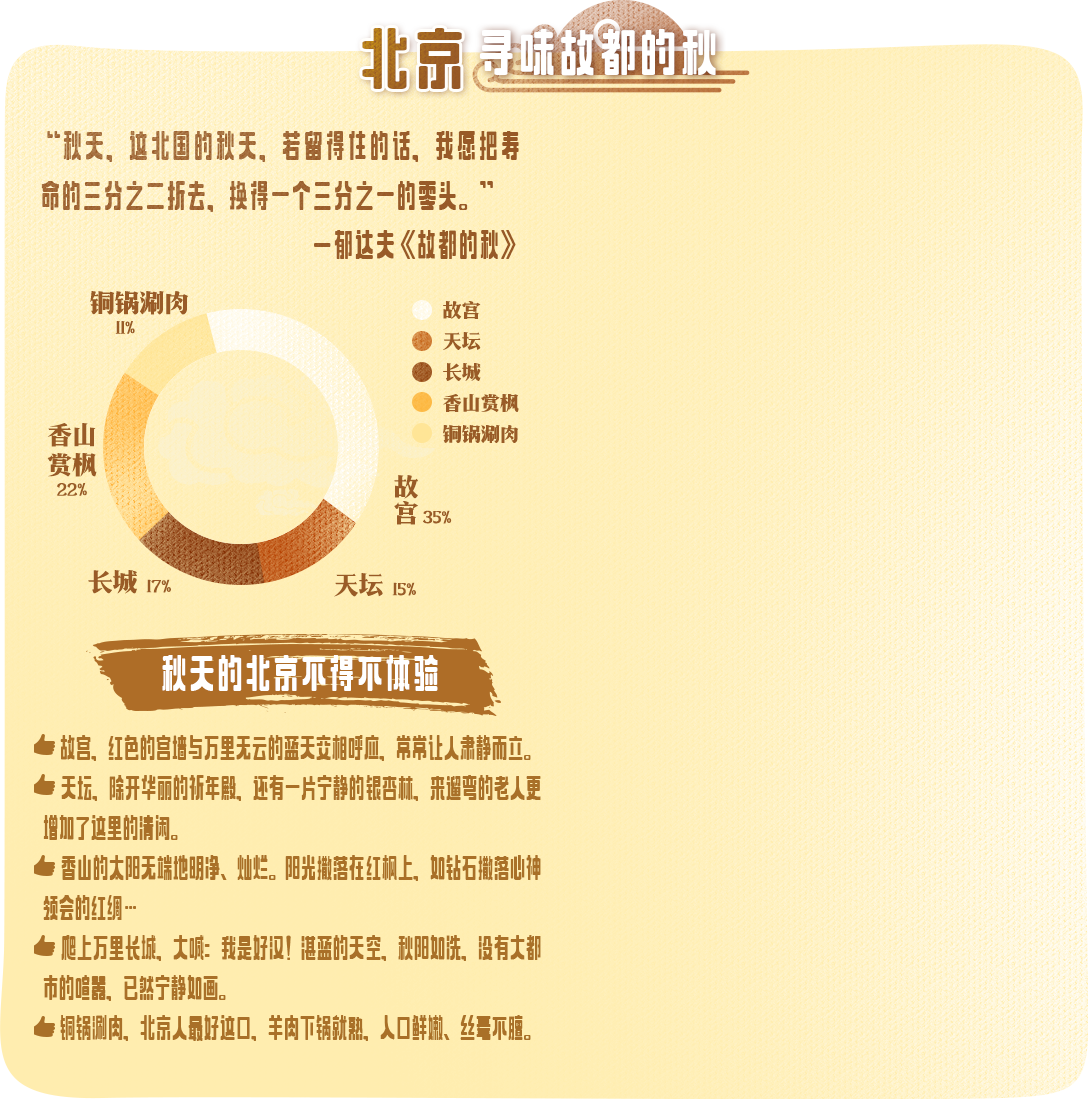 北京 寻味故都的秋
“秋天，这北国的秋天，若留得住的话，我愿把寿
命的三分之二折去，换得一个三分之一的零头。”
—郁达夫《故都的秋》
铜锅涮肉
11%
香山
赏枫
22%
长城 17%
天坛 15%
故
宫 35%
故宫
天坛
长城
香山赏枫
铜锅涮肉
秋天的北京不得不体验
故宫，红色的宫墙与万里无云的蓝天交相呼应，常常让人肃静而立。
天坛，除开华丽的祈年殿，还有一片宁静的银杏林，来遛弯的老人更
增加了这里的清闲。
香山的太阳无端地明净、灿烂。阳光撒落在红枫上，如钻石撒落心神
领会的红绸…
爬上万里长城，大喊：我是好汉！湛蓝的天空，秋阳如洗，没有大都
市的喧嚣，已然宁静如画。
铜锅涮肉，北京人最好这口，羊肉下锅就熟，入口鲜嫩、丝毫不膻。